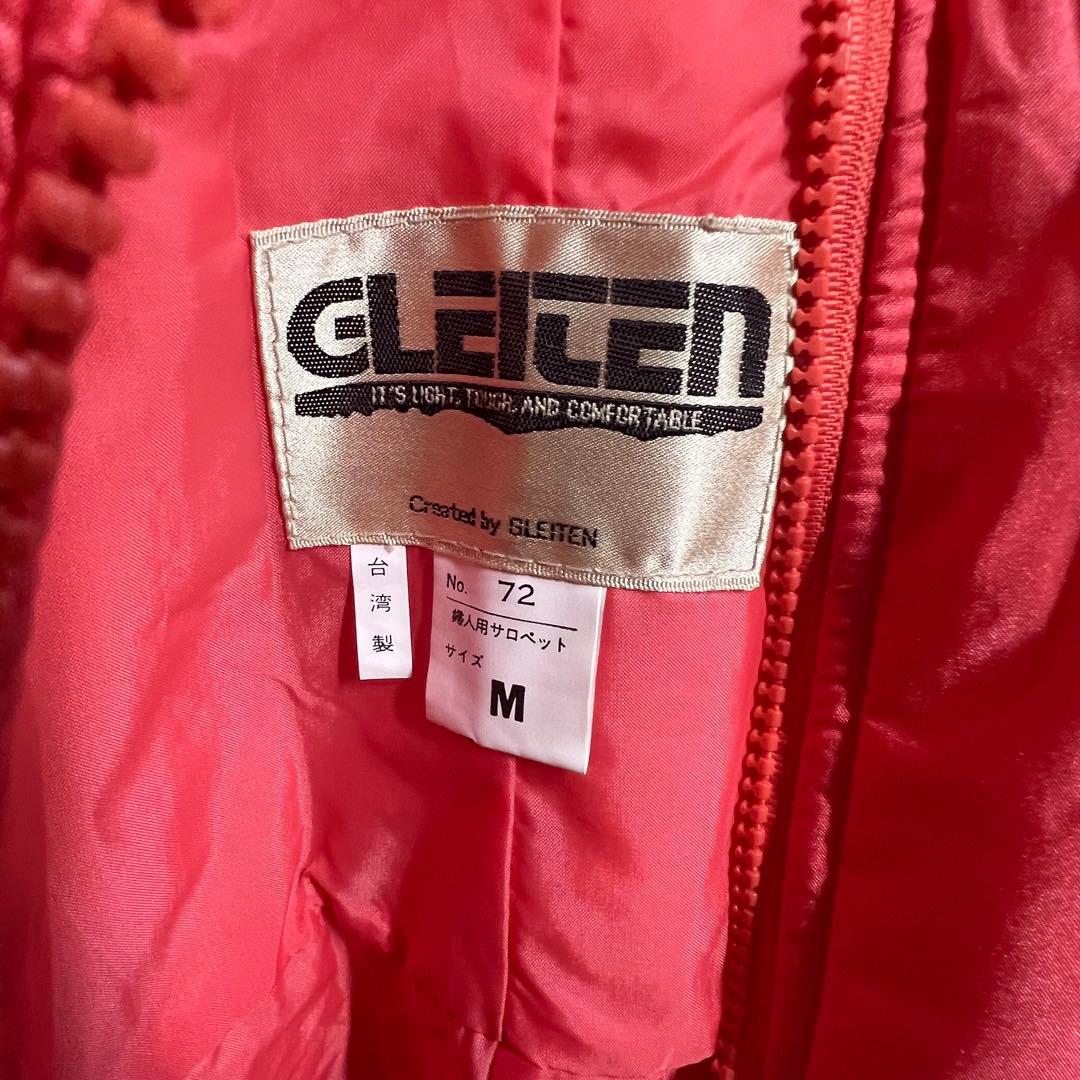 GLEITEN
IT'S LIGHT, TOUGH, AND COMFORTABLE
Created by GLEITEN
台湾製
No. 72
婦人用サロペット
サイズ
M